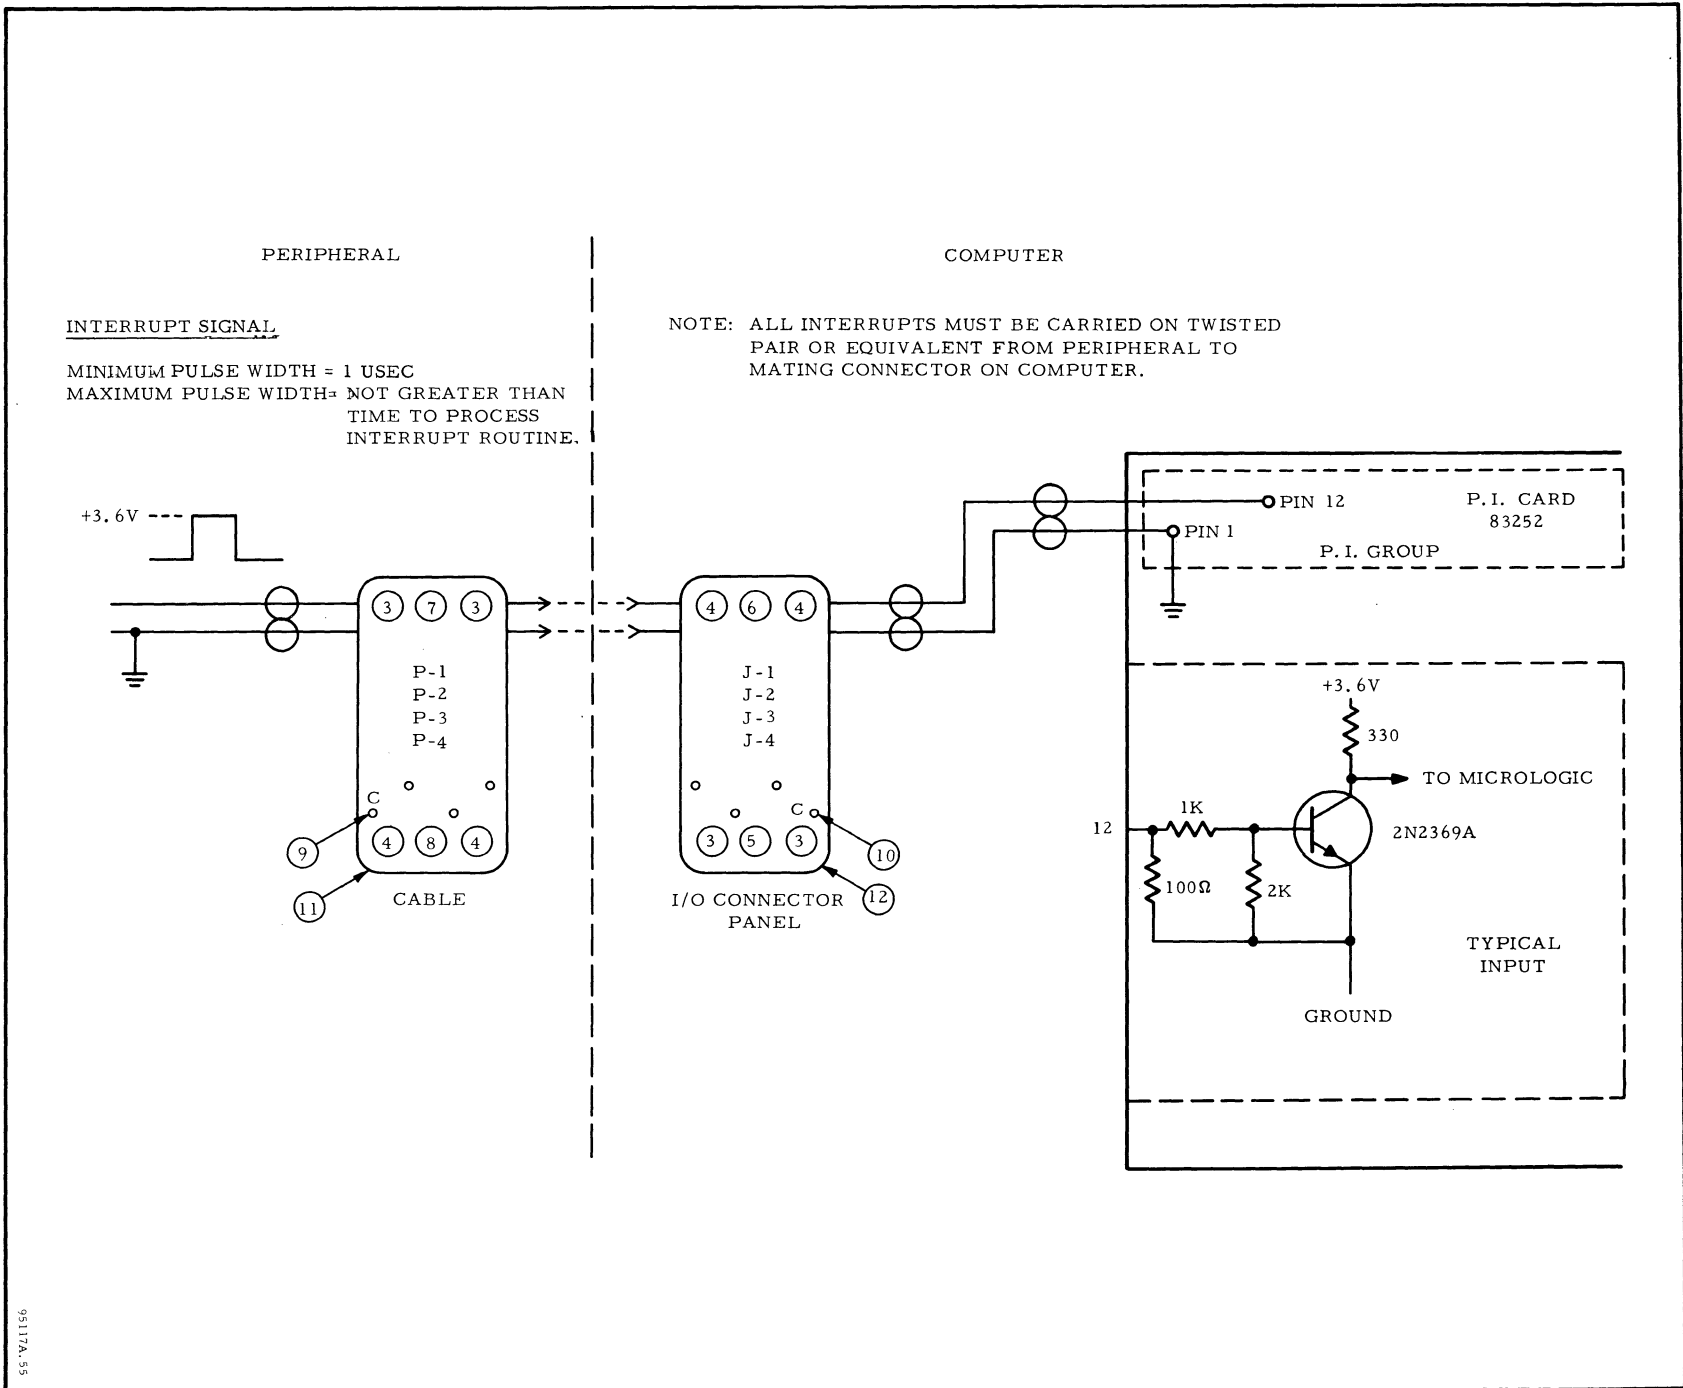 PERIPHERAL
COMPUTER
INTERRUPT SIGNAL
MINIMUM PULSE WIDTH = 1 USEC
MAXIMUM PULSE WIDTH= NOT GREATER THAN
TIME TO PROCESS
INTERRUPT ROUTINE.
NOTE: ALL INTERRUPTS MUST BE CARRIED ON TWISTED
PAIR OR EQUIVALENT FROM PERIPHERAL TO
MATING CONNECTOR ON COMPUTER.
+3.6V
3 7 3
P-1
P-2
P-3
P-4
C
4 8 4
9
11
CABLE
4 6 4
J-1
J-2
J-3
J-4
C
3 5 3
10
12
I/O CONNECTOR
PANEL
PIN 12
PIN 1
P.I. CARD
83252
P.I. GROUP
+3.6V
330
TO MICROLOGIC
1K
12
2N2369A
100Ω
2K
TYPICAL
INPUT
GROUND
95117A.55